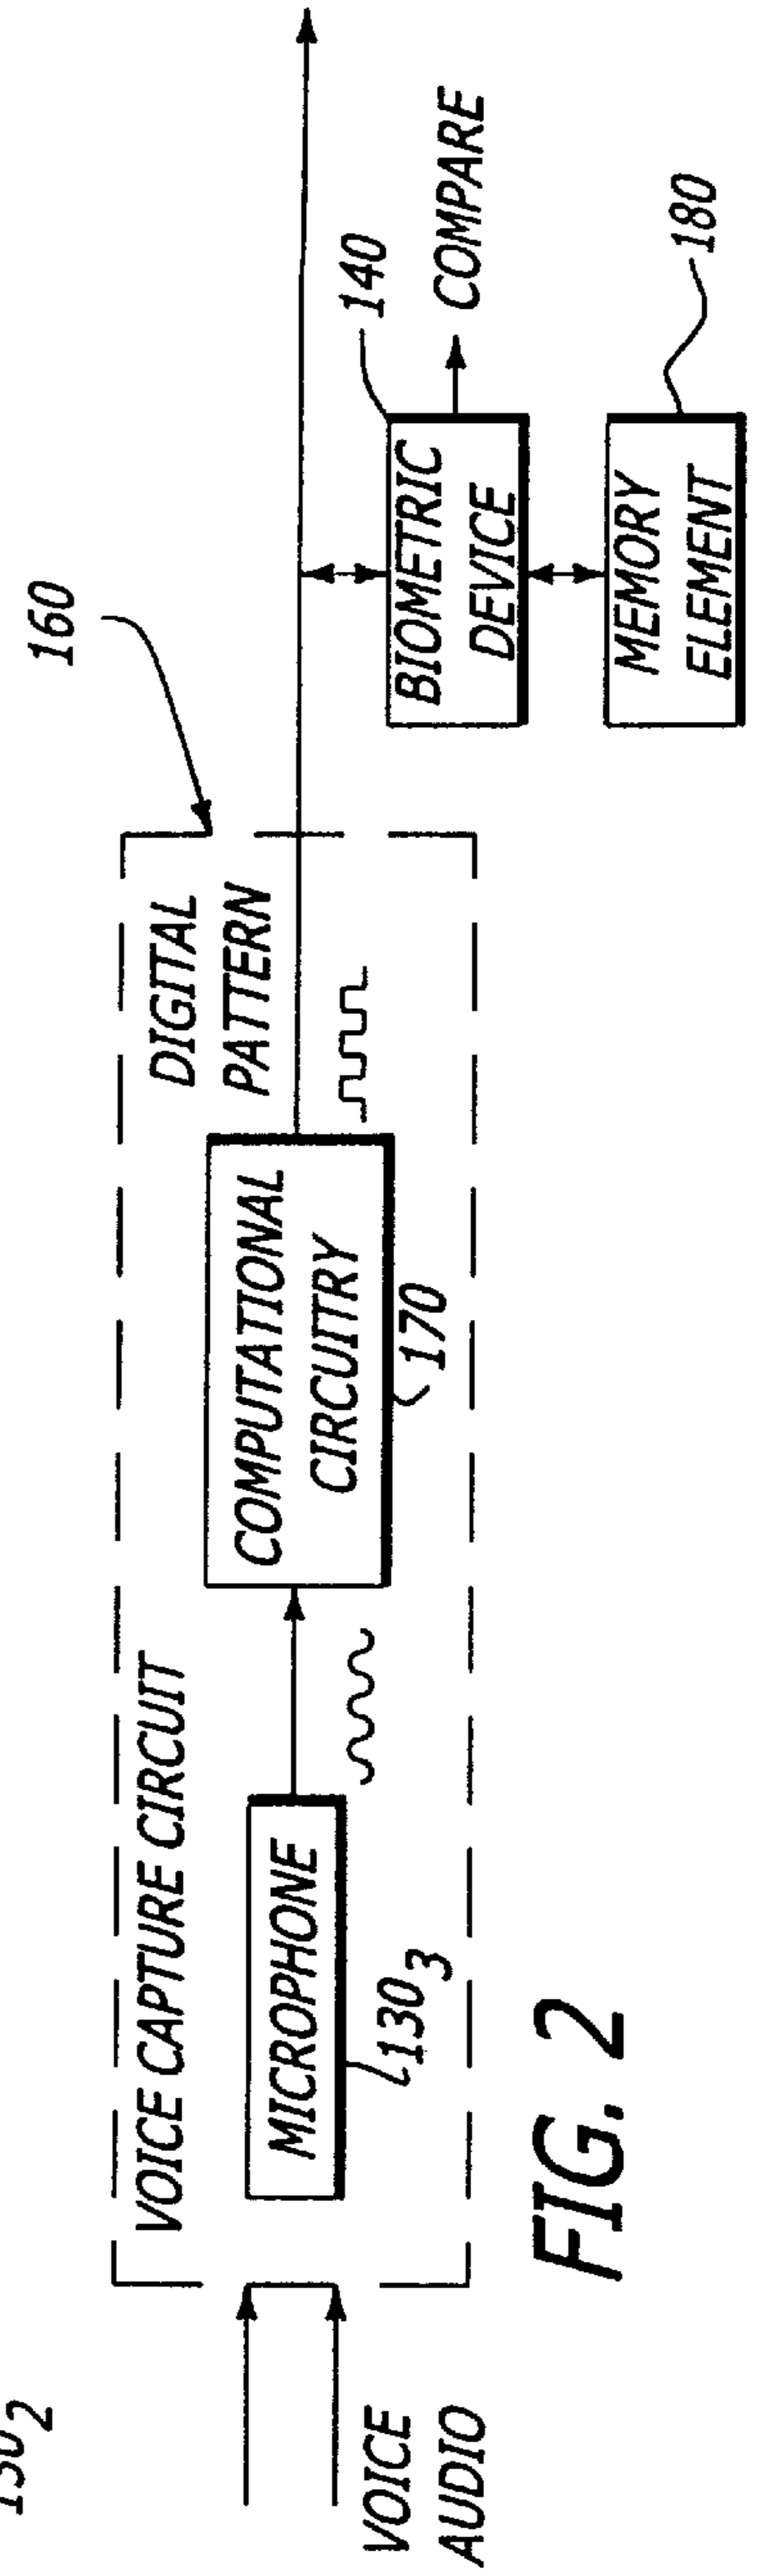 130₂
160
VOICE CAPTURE CIRCUIT
DIGITAL
PATTERN
VOICE
AUDIO
MICROPHONE
130₃
COMPUTATIONAL
CIRCUITRY
170
140
BIOMETRIC
DEVICE
COMPARE
MEMORY
ELEMENT
180
FIG. 2